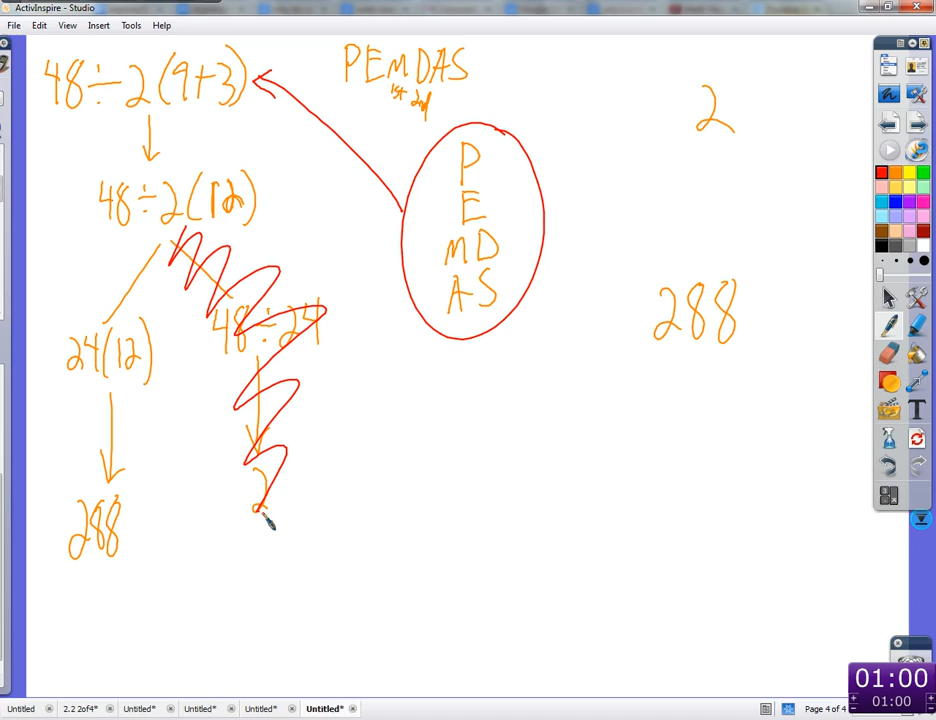 ActivInspire - Studio
File Edit View Insert Tools Help
48÷2(9+3)
PEMDAS
1st 2nd
2
48÷2(12)
P
E
MD
AS
24(12)
48÷24
288
288
2
T
01:00
01:00
Untitled 2.2 2of4* Untitled* Untitled* Untitled* Untitled* Page 4 of 4